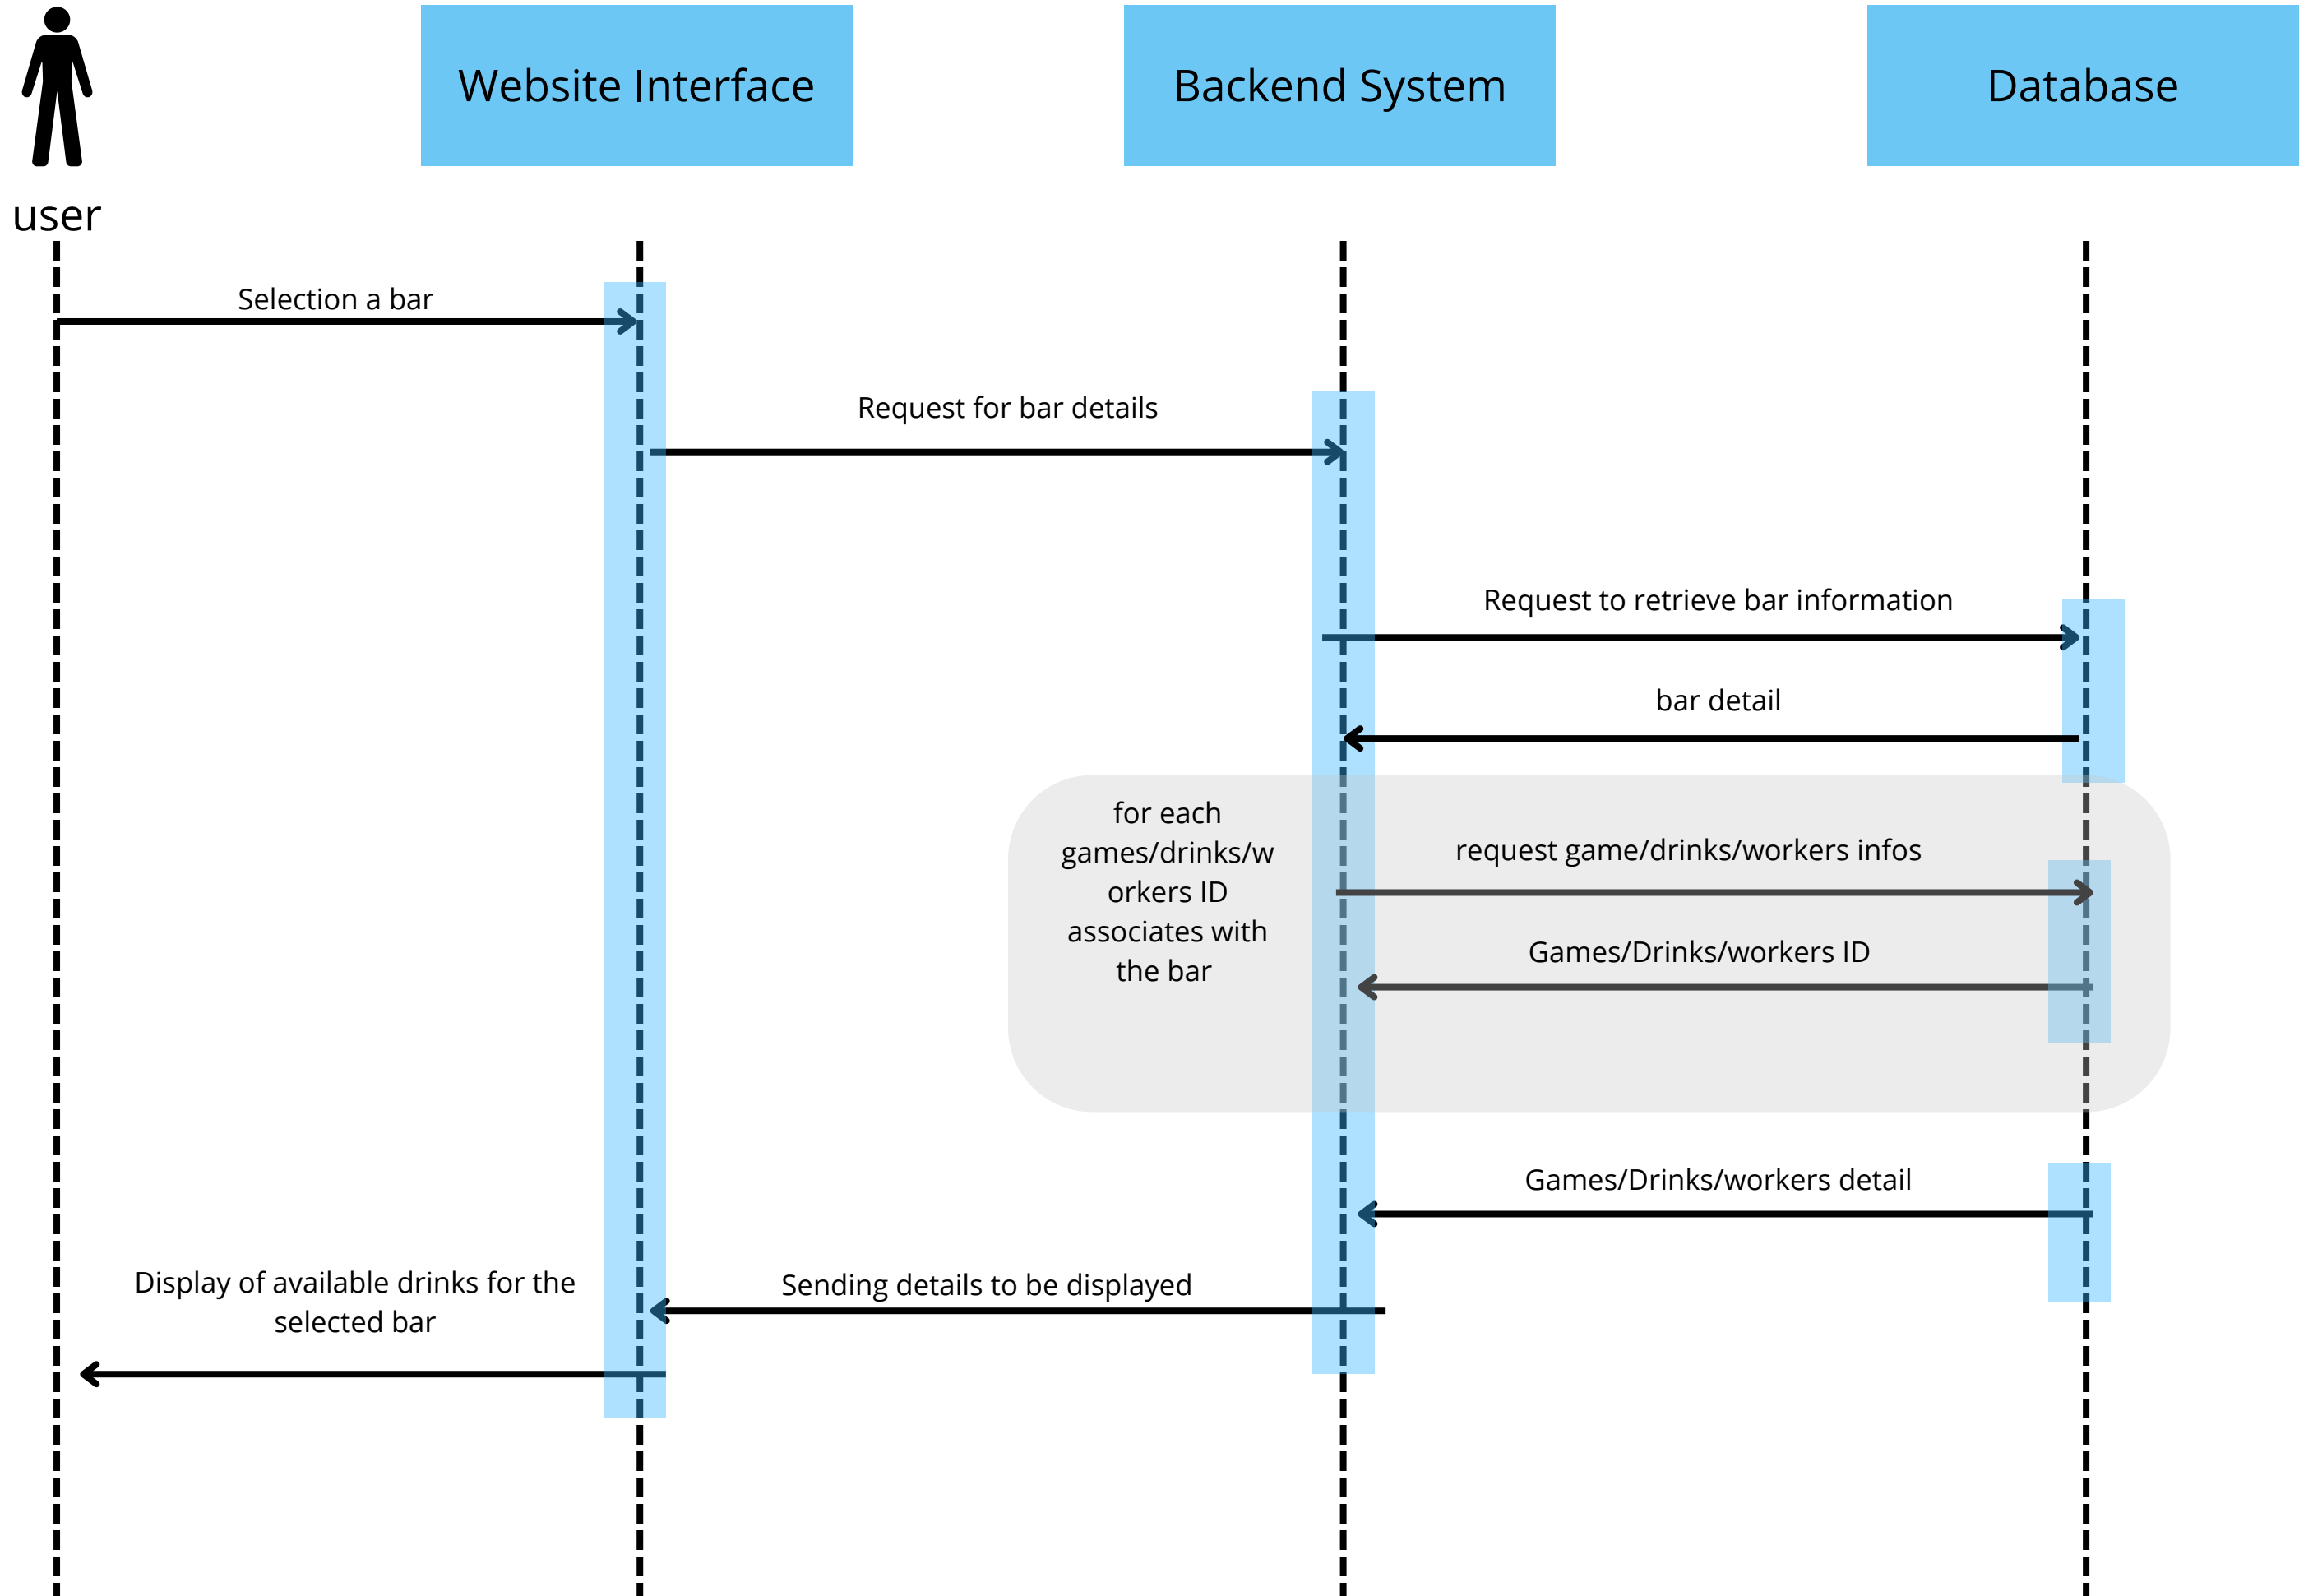 Website Interface
Backend System
Database
user
Selection a bar
Request for bar details
Request to retrieve bar information
bar detail
for each
games/drinks/w
orkers ID
associates with
the bar
request game/drinks/workers infos
Games/Drinks/workers ID
Games/Drinks/workers detail
Sending details to be displayed
Display of available drinks for the
selected bar